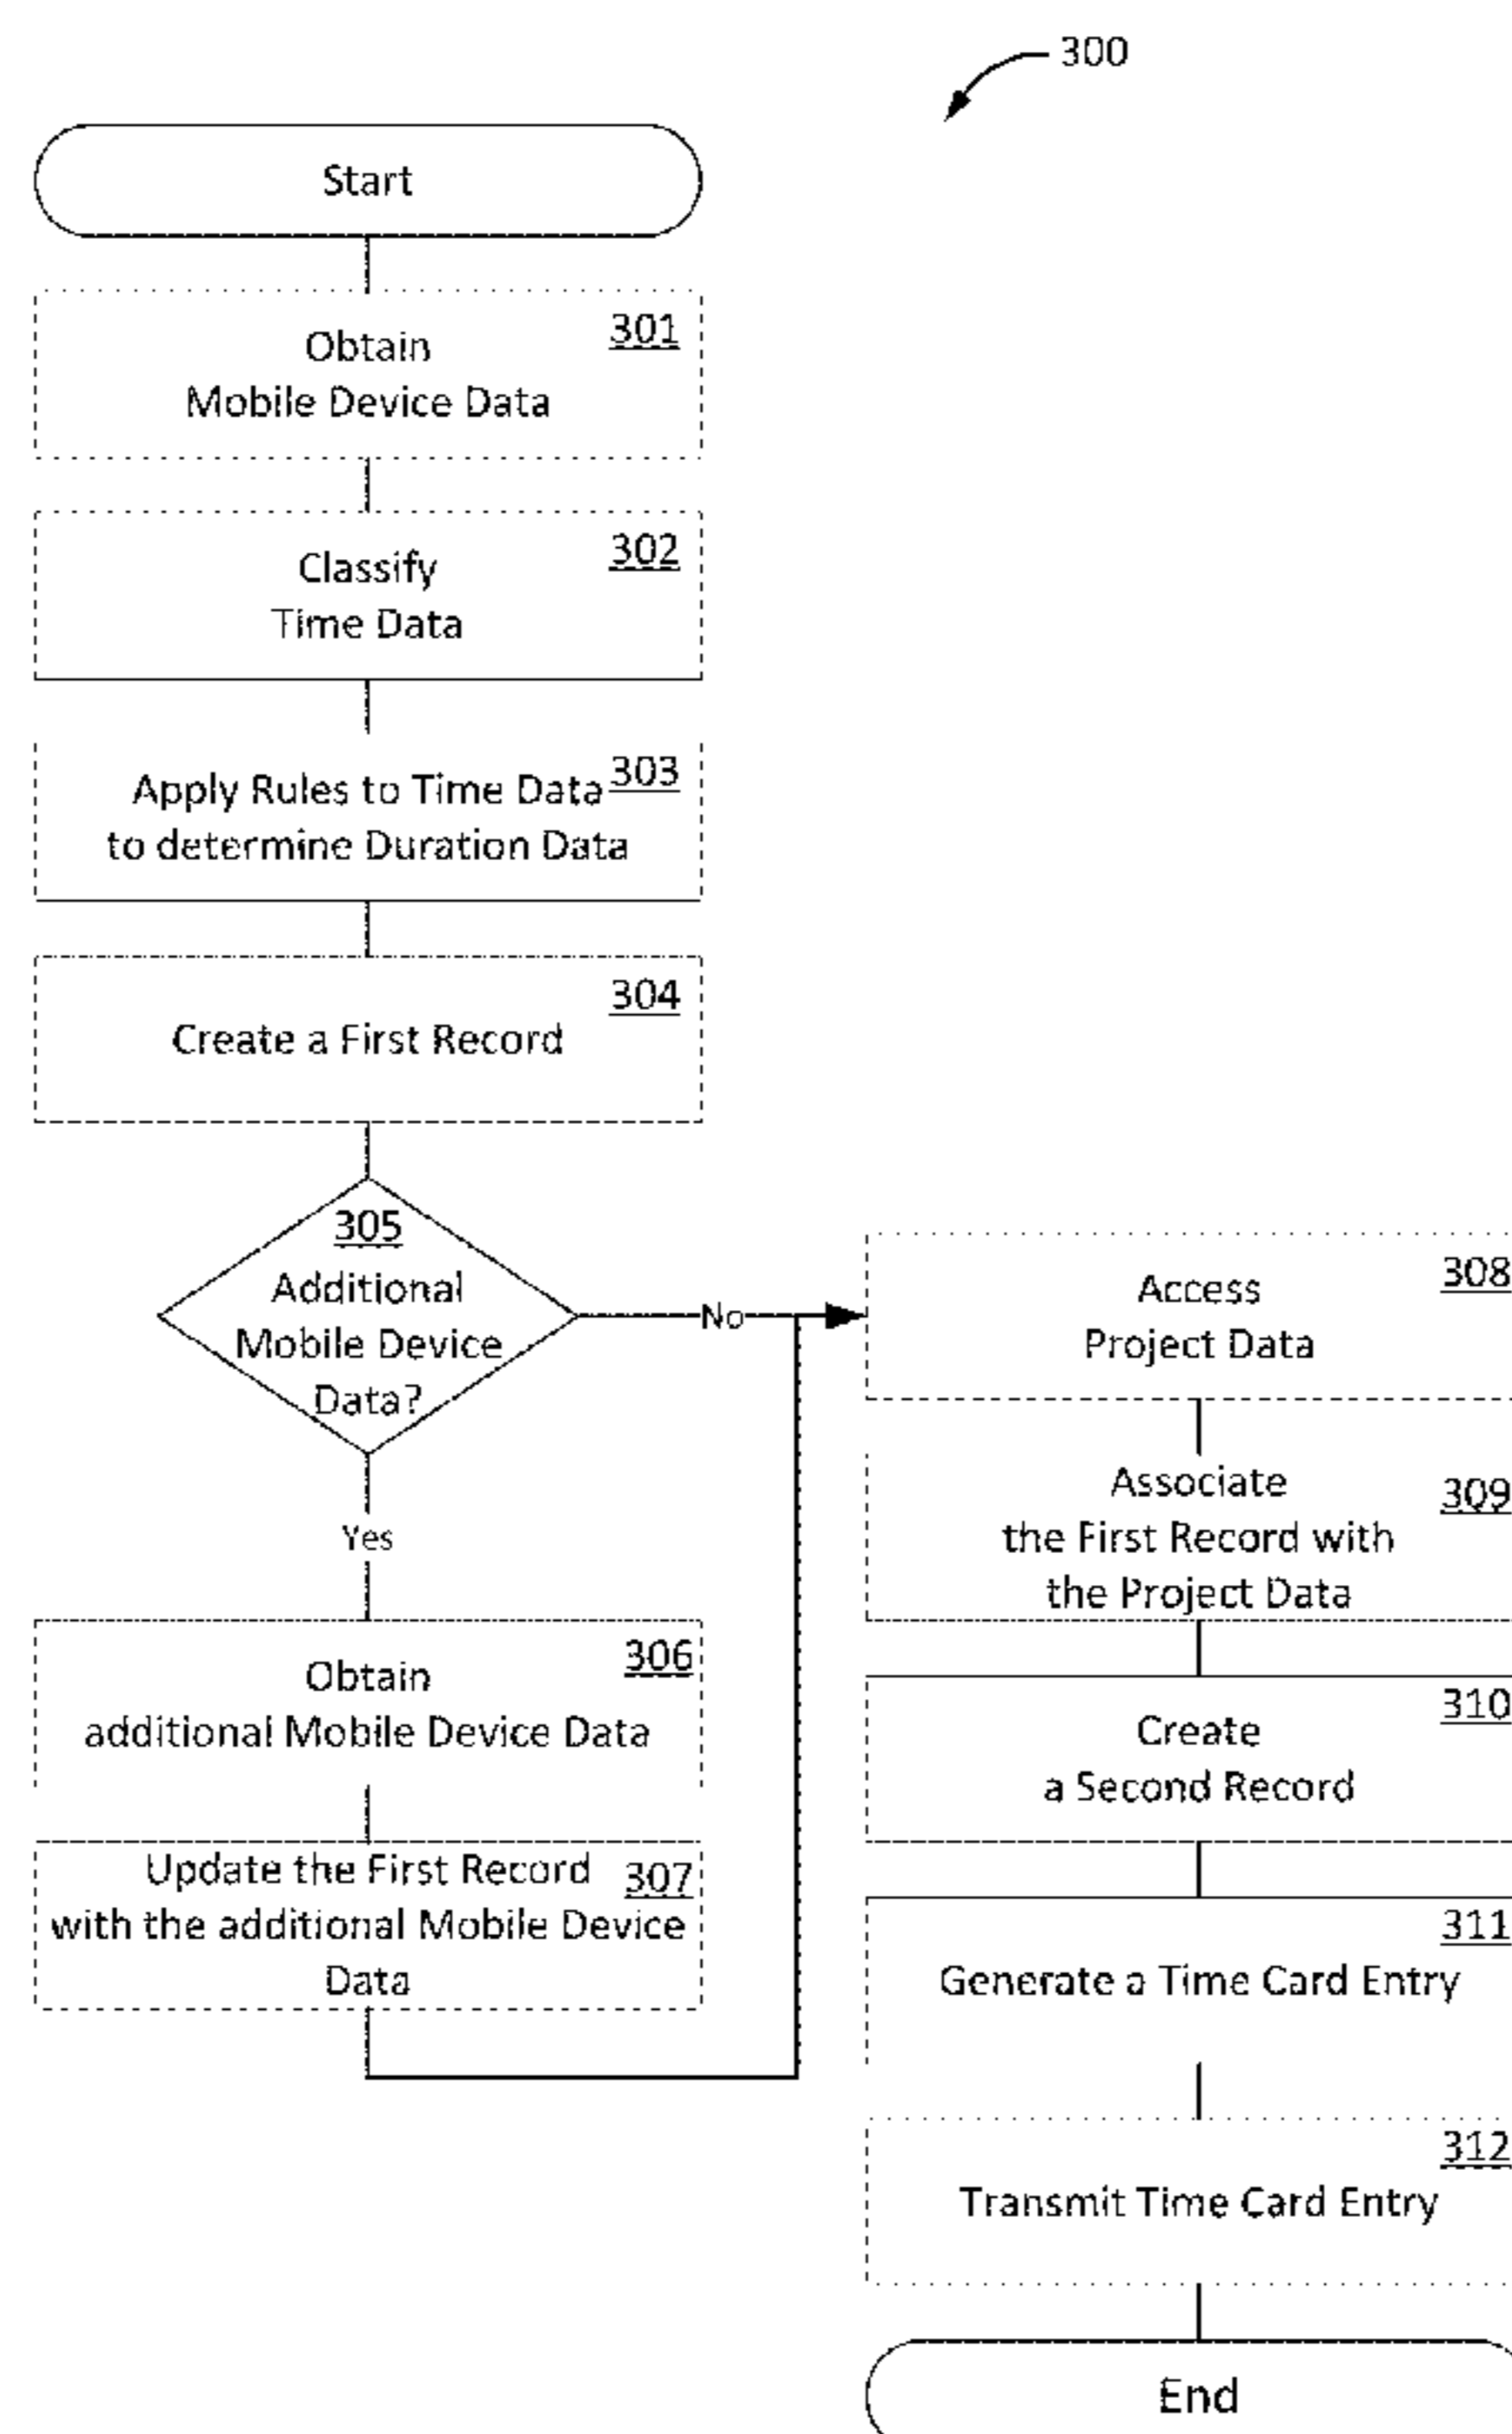 300
Start
301
Obtain
Mobile Device Data
302
Classify
Time Data
303
Apply Rules to Time Data
to determine Duration Data
304
Create a First Record
305
Additional
Mobile Device
Data?
No
Yes
306
Obtain
additional Mobile Device Data
307
Update the First Record
with the additional Mobile Device
Data
308
Access
Project Data
309
Associate
the First Record with
the Project Data
310
Create
a Second Record
311
Generate a Time Card Entry
312
Transmit Time Card Entry
End